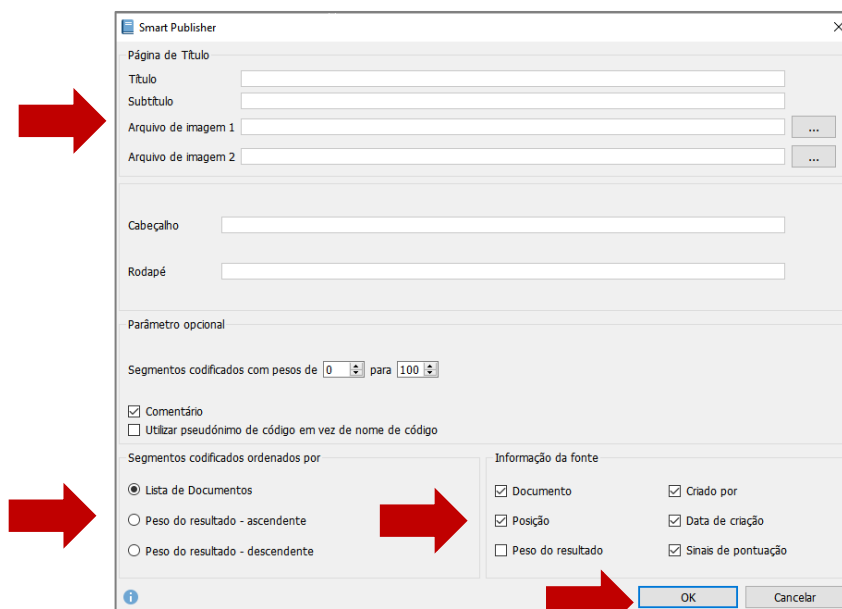 Smart Publisher
Página de Título
Título
Subtítulo
Arquivo de imagem 1 ...
Arquivo de imagem 2 ...
Cabeçalho
Rodapé
Parâmetro opcional
Segmentos codificados com pesos de 0 para 100
Comentário
Utilizar pseudónimo de código em vez de nome de código
Segmentos codificados ordenados por
Lista de Documentos
Peso do resultado - ascendente
Peso do resultado - descendente
Informação da fonte
Documento Criado por
Posição Data de criação
Peso do resultado Sinais de pontuação
OK Cancelar